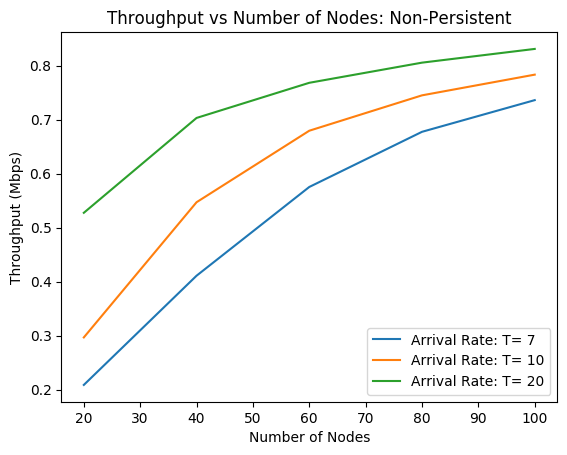 Throughput vs Number of Nodes: Non-Persistent
Throughput (Mbps)
0.8
0.7
0.6
0.5
0.4
0.3
0.2
Arrival Rate: T= 7
Arrival Rate: T= 10
Arrival Rate: T= 20
20 30 40 50 60 70 80 90 100
Number of Nodes